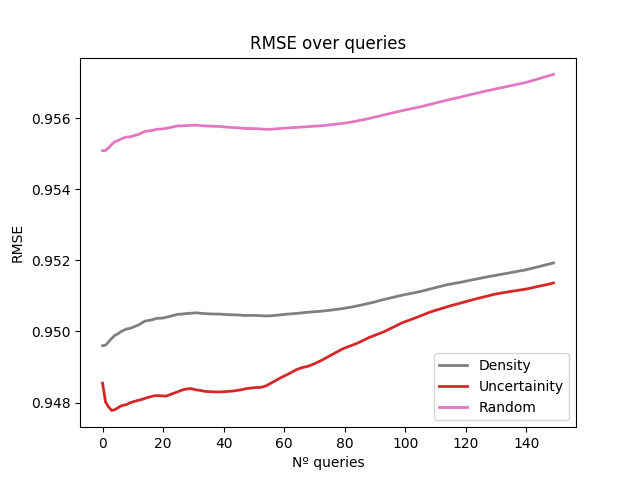 RMSE over queries
RMSE
0.956
0.954
0.952
0.950
0.948
0
20
40
60
80
100
120
140
Nº queries
Density
Uncertainity
Random